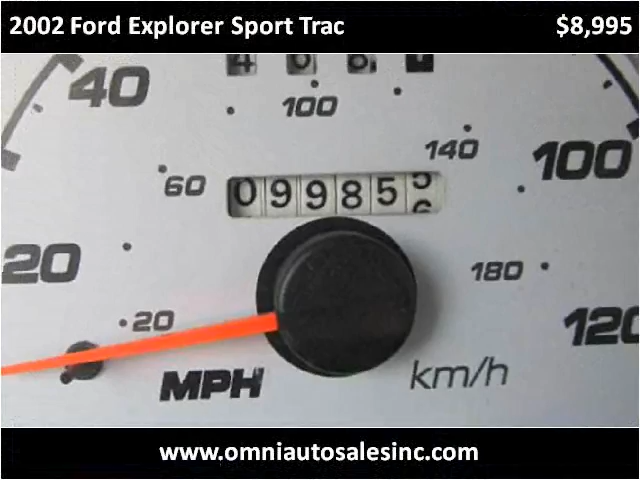 2002 Ford Explorer Sport Trac $8,995
40 100 140 100
60 099855
20 180
20 120
MPH km/h
www.omniautosalesinc.com